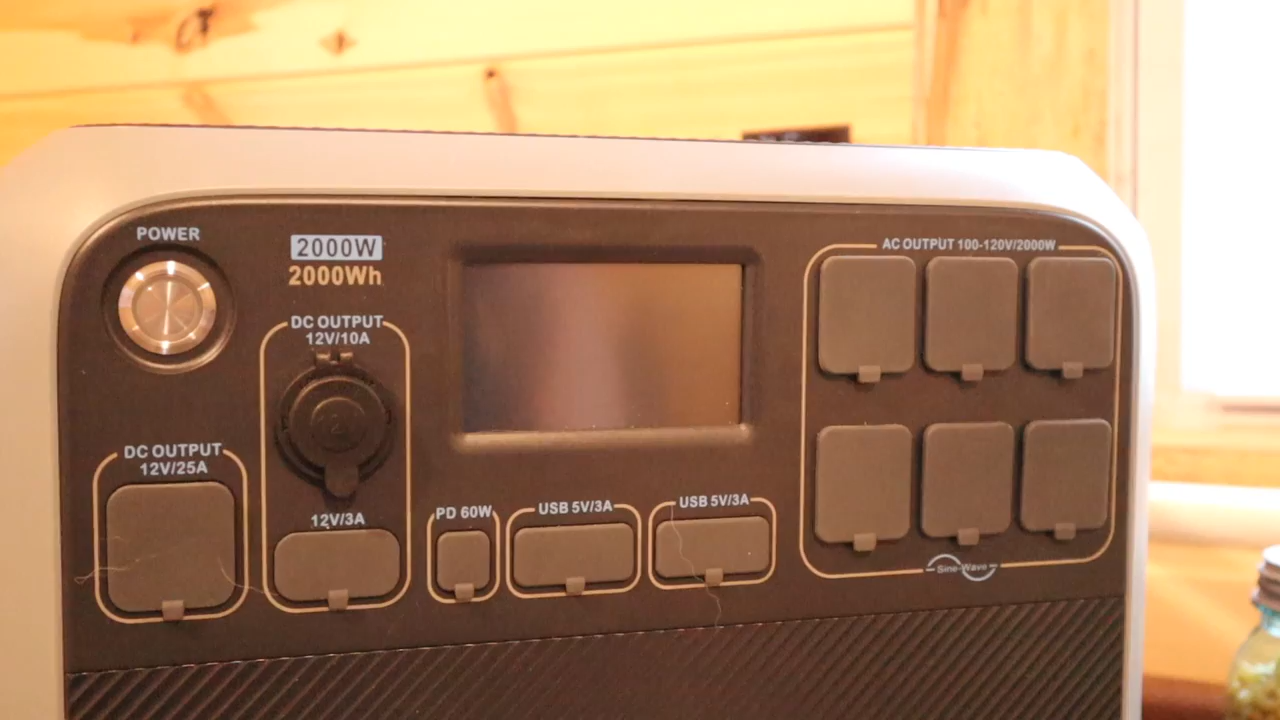 POWER
2000W
2000Wh
DC OUTPUT
12V/10A
DC OUTPUT
12V/25A
12V/3A
PD 60W
USB 5V/3A
USB 5V/3A
AC OUTPUT 100-120V/2000W
Sine-Wave